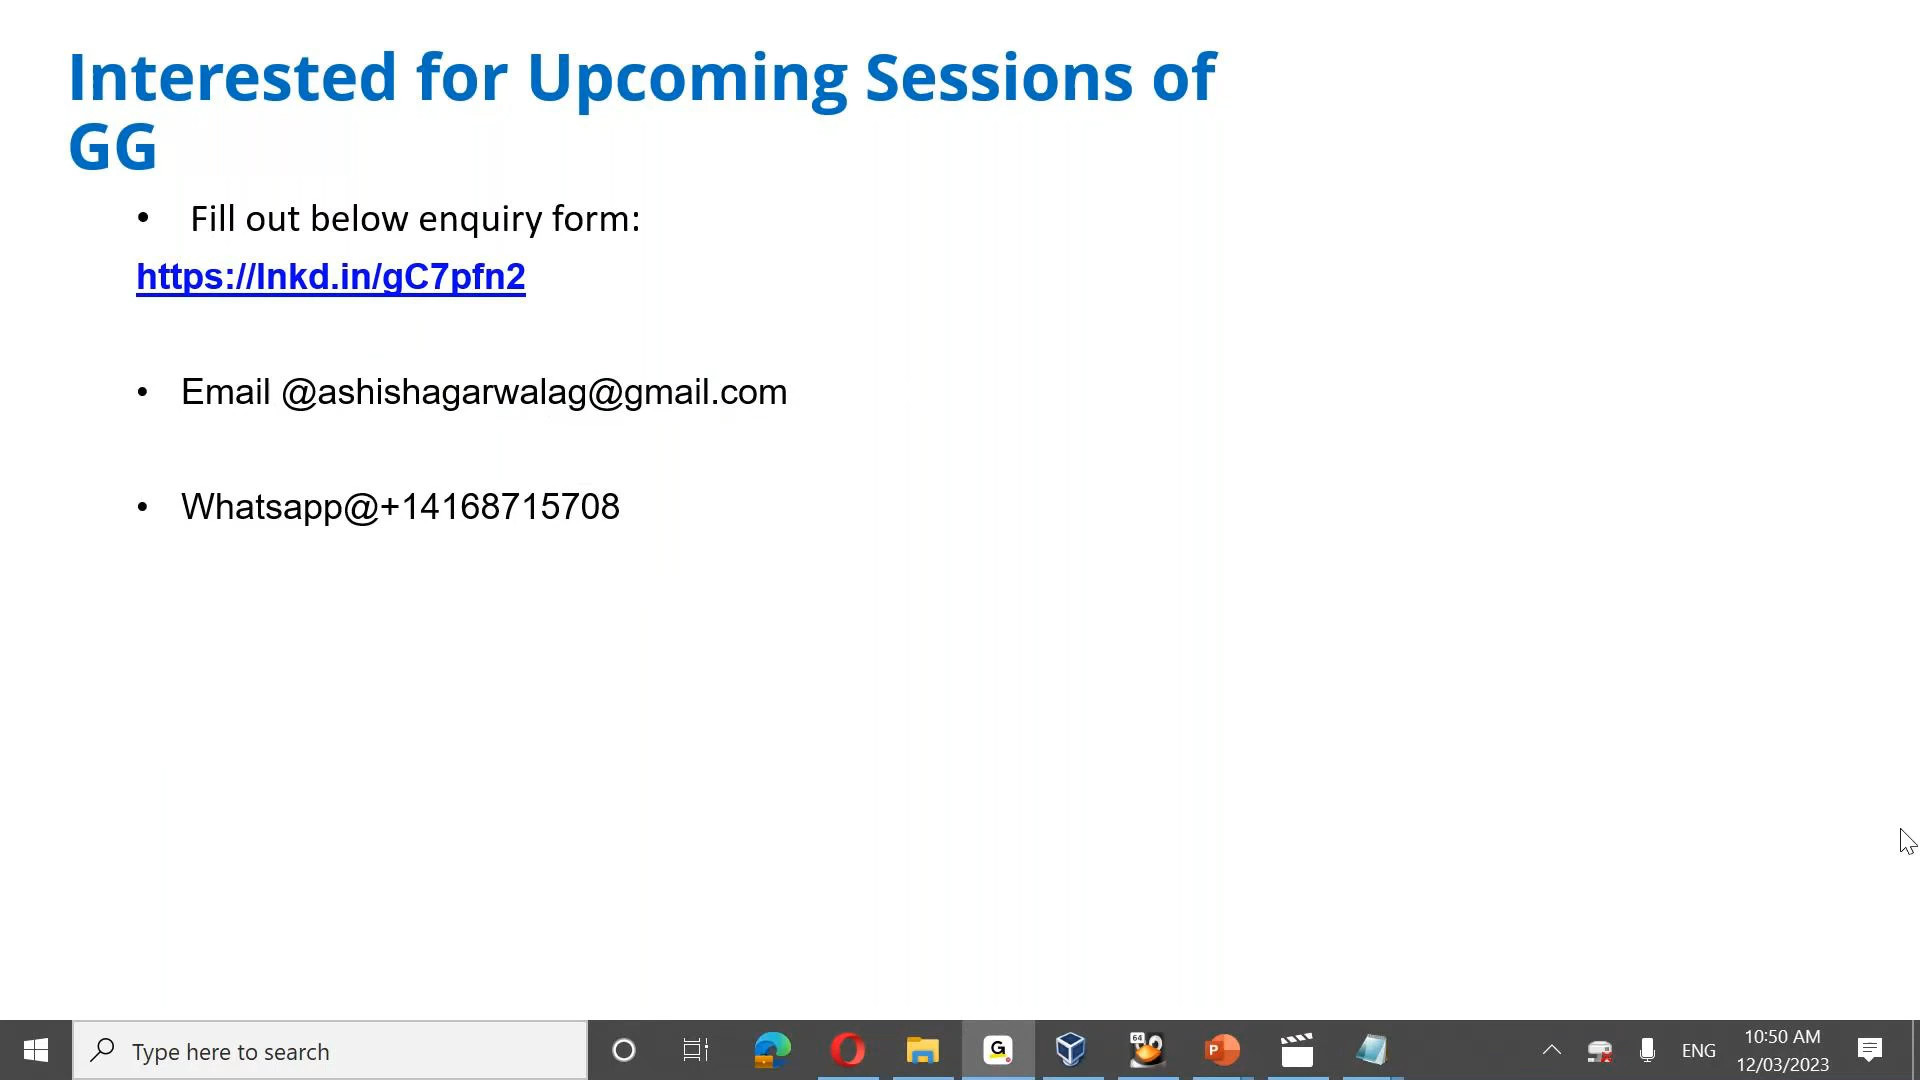 Interested for Upcoming Sessions of
GG
• Fill out below enquiry form:
https://lnkd.in/gC7pfn2
• Email @ashishagarwalag@gmail.com
• Whatsapp@+14168715708
Type here to search
G
64
P
ENG
10:50 AM
12/03/2023